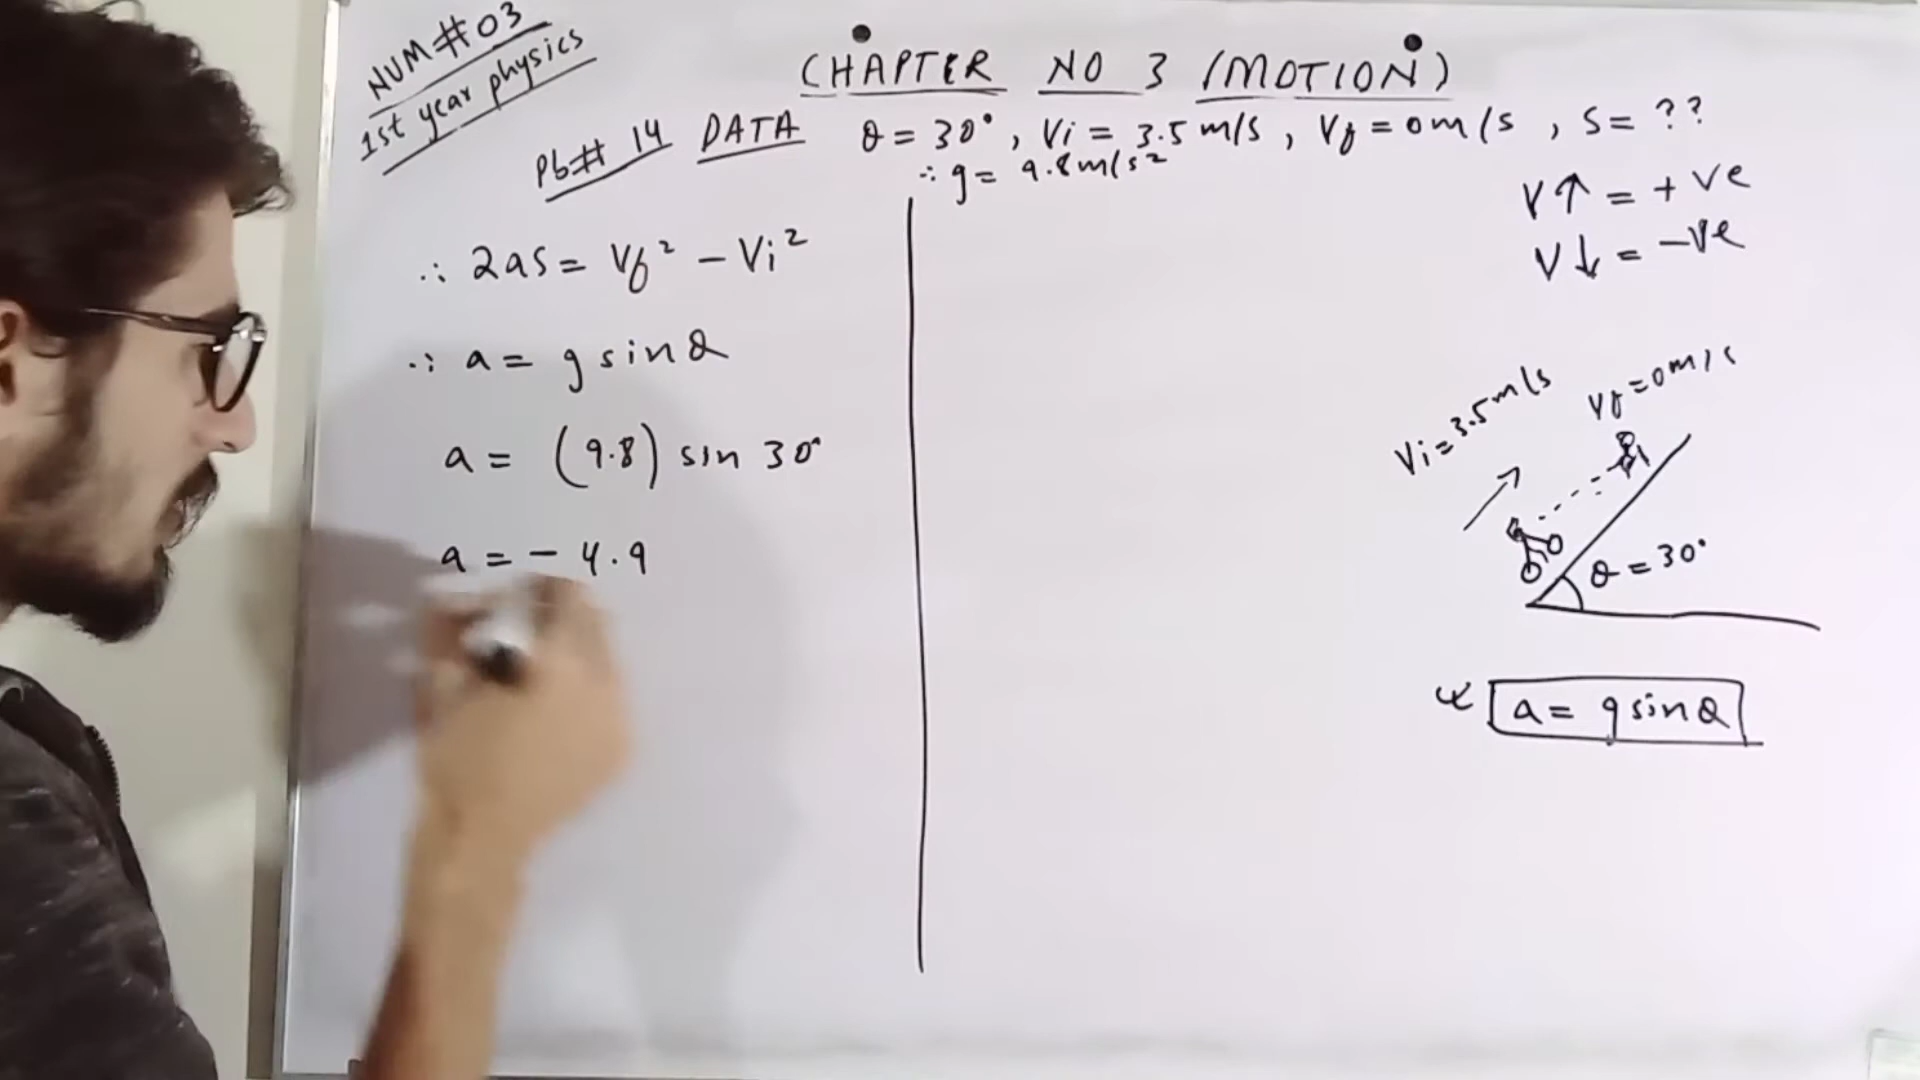 NUM#03
1st year physics
CHAPTER NO 3 (MOTION)
Pb# 14 DATA θ = 30°, Vi = 3.5 m/s, Vf = 0 m/s, S = ??
∴ g = 9.8 m/s²
V↑ = +ve
V↓ = -ve
∴ 2as = Vf² - Vi²
∴ a = g sin θ
a = (9.8) sin 30°
a = - 4.9
Vi = 3.5 m/s
Vf = 0 m/s
θ = 30°
a = g sin θ